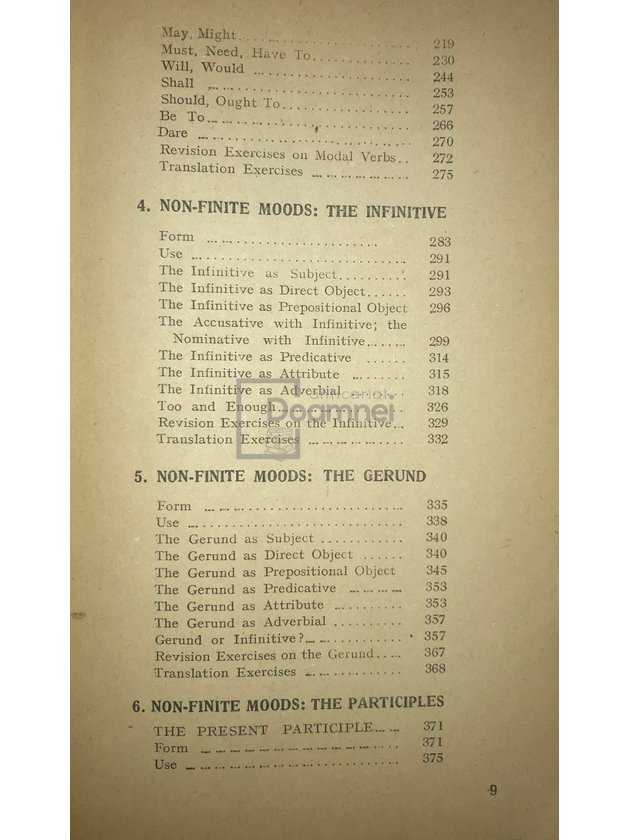 May, Might 219
Must, Need, Have To 230
Will, Would 244
Shall 253
Should, Ought To 257
Be To 266
Dare 270
Revision Exercises on Modal Verbs 272
Translation Exercises 275
4. NON-FINITE MOODS: THE INFINITIVE
Form 283
Use 291
The Infinitive as Subject 291
The Infinitive as Direct Object 293
The Infinitive as Prepositional Object 296
The Accusative with Infinitive; the
Nominative with Infinitive 299
The Infinitive as Predicative 314
The Infinitive as Attribute 315
The Infinitive as Adverbial 318
anticariat
Too and Enough 326
Doamnei
Revision Exercises on the Infinitive 329
Translation Exercises 332
5. NON-FINITE MOODS: THE GERUND
Form 335
Use 338
The Gerund as Subject 340
The Gerund as Direct Object 340
The Gerund as Prepositional Object 345
The Gerund as Predicative 353
The Gerund as Attribute 353
The Gerund as Adverbial 357
Gerund or Infinitive? 357
Revision Exercises on the Gerund 367
Translation Exercises 368
6. NON-FINITE MOODS: THE PARTICIPLES
THE PRESENT PARTICIPLE 371
Form 371
Use 375
9